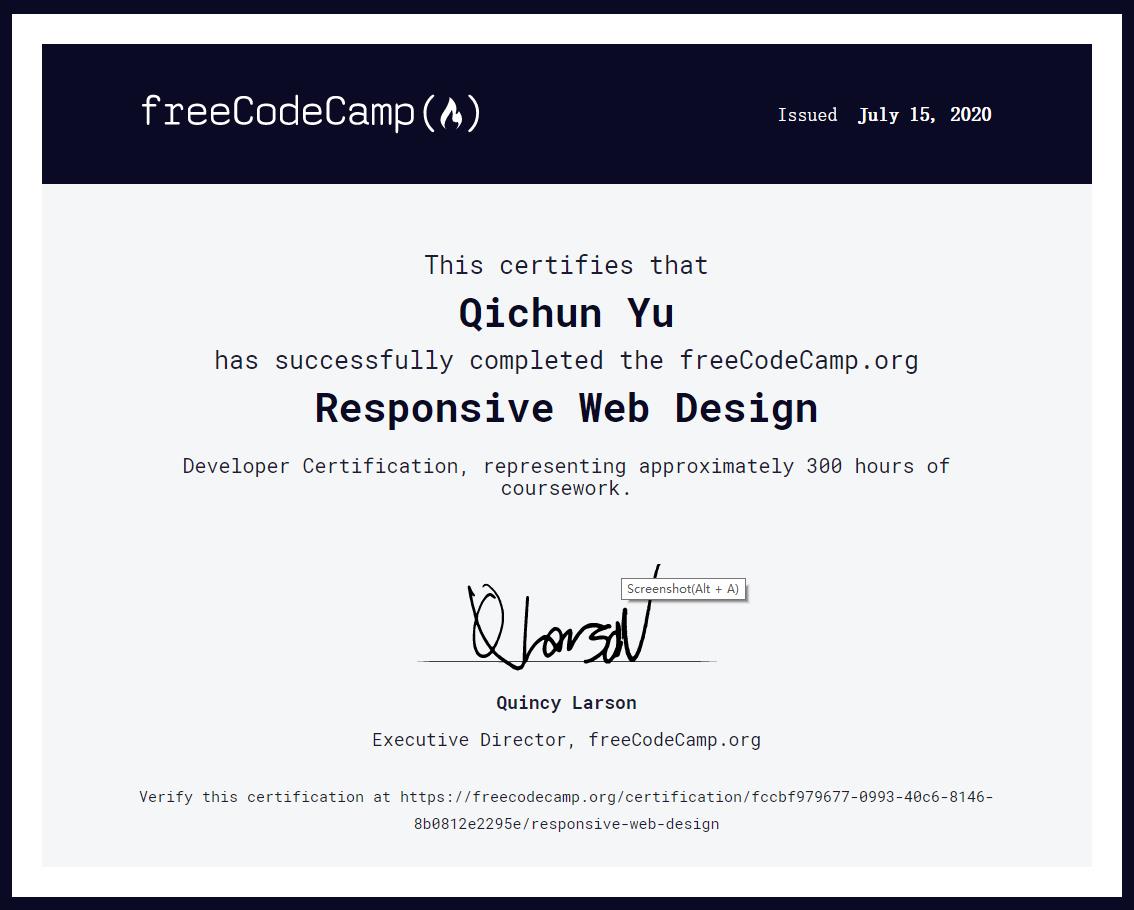 freeCodeCamp()
Issued July 15, 2020
This certifies that
Qichun Yu
has successfully completed the freeCodeCamp.org
Responsive Web Design
Developer Certification, representing approximately 300 hours of
coursework.
Screenshot(Alt + A)
Q Larson
Quincy Larson
Executive Director, freeCodeCamp.org
Verify this certification at https://freecodecamp.org/certification/fccbf979677-0993-40c6-8146-
8b0812e2295e/responsive-web-design